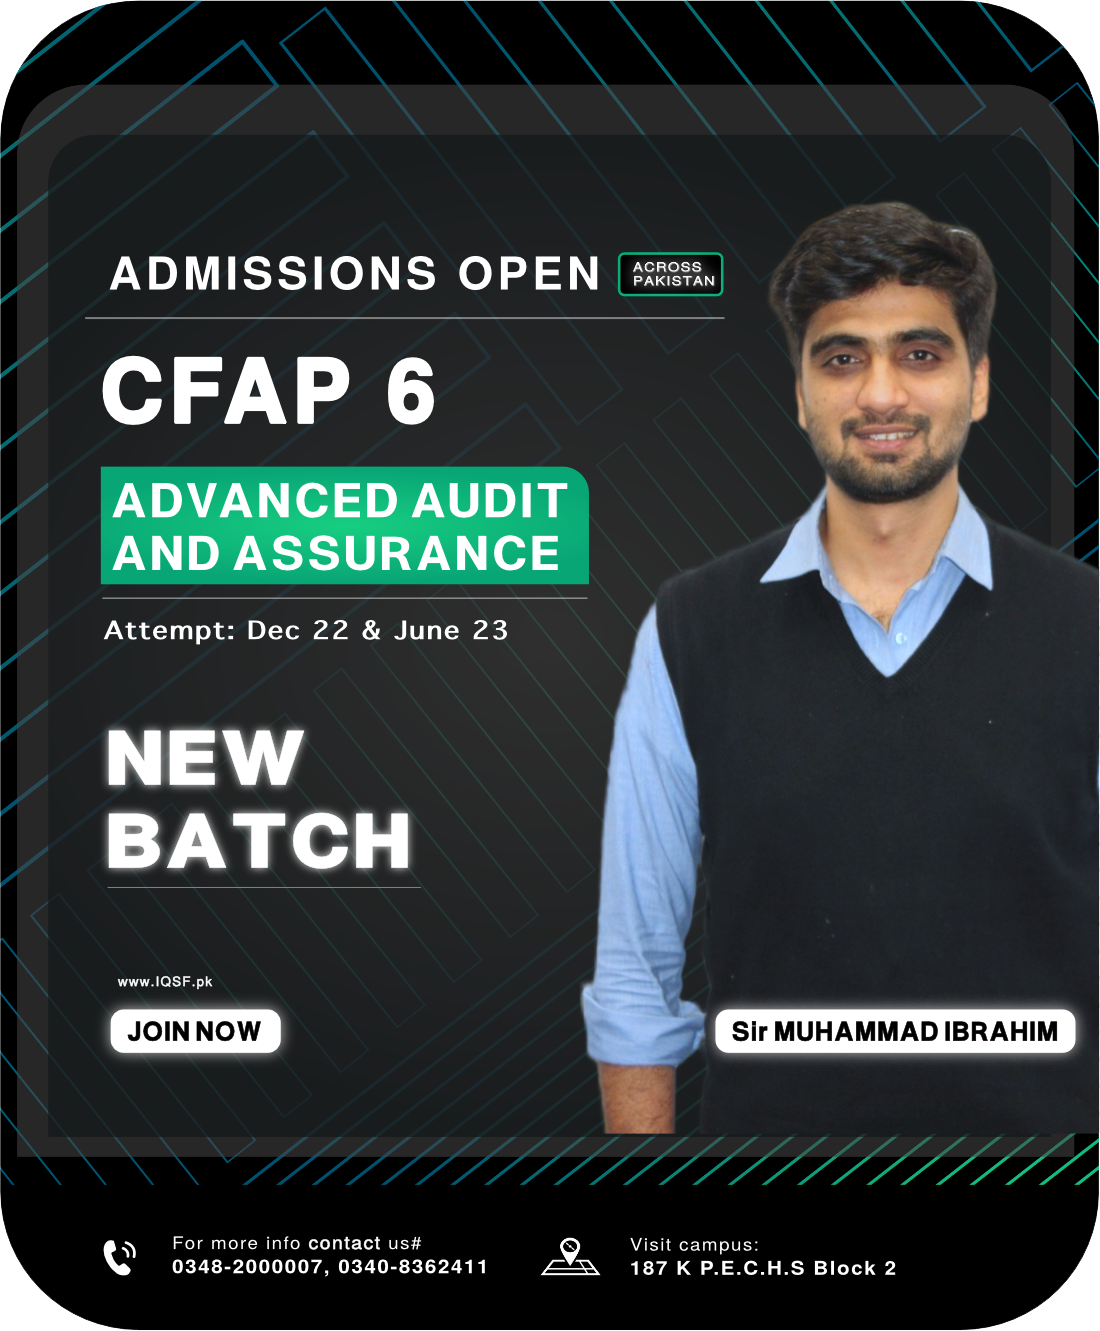 ADMISSIONS OPEN
ACROSS
PAKISTAN
CFAP 6
ADVANCED AUDIT
AND ASSURANCE
Attempt: Dec 22 & June 23
NEW
BATCH
www.IQSF.pk
JOIN NOW
Sir MUHAMMAD IBRAHIM
For more info contact us#
0348-2000007, 0340-8362411
Visit campus:
187 K P.E.C.H.S Block 2